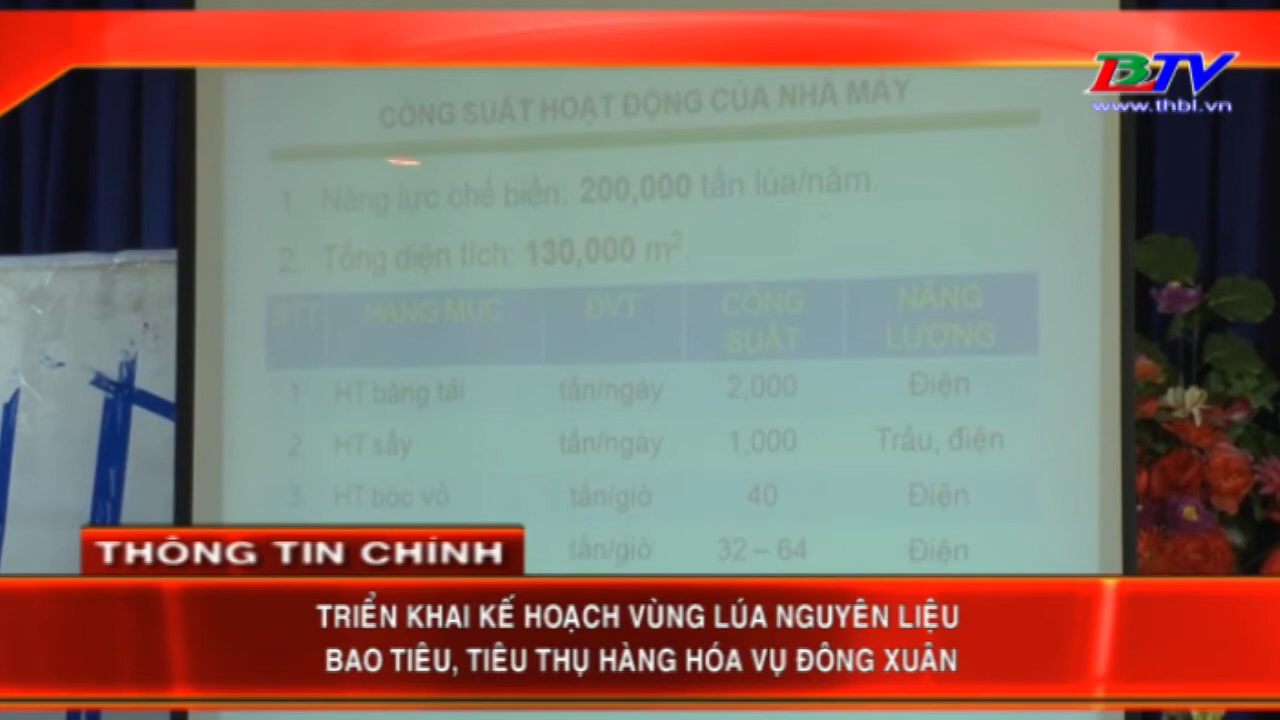 BTV
www.thbl.vn
CÔNG SUẤT HOẠT ĐỘNG CỦA NHÀ MÁY
1. Năng lực chế biến: 200,000 tấn lúa/năm.
2. Tổng diện tích: 130,000 m².
STT HẠNG MỤC ĐVT CÔNG SUẤT NĂNG LƯỢNG
1 HT băng tải tấn/ngày 2,000 Điện
2 HT sấy tấn/ngày 1,000 Trấu, điện
3 HT bóc vỏ tấn/giờ 40 Điện
tấn/giờ 32 – 64 Điện
THÔNG TIN CHÍNH
TRIỂN KHAI KẾ HOẠCH VÙNG LÚA NGUYÊN LIỆU
BAO TIÊU, TIÊU THỤ HÀNG HÓA VỤ ĐÔNG XUÂN